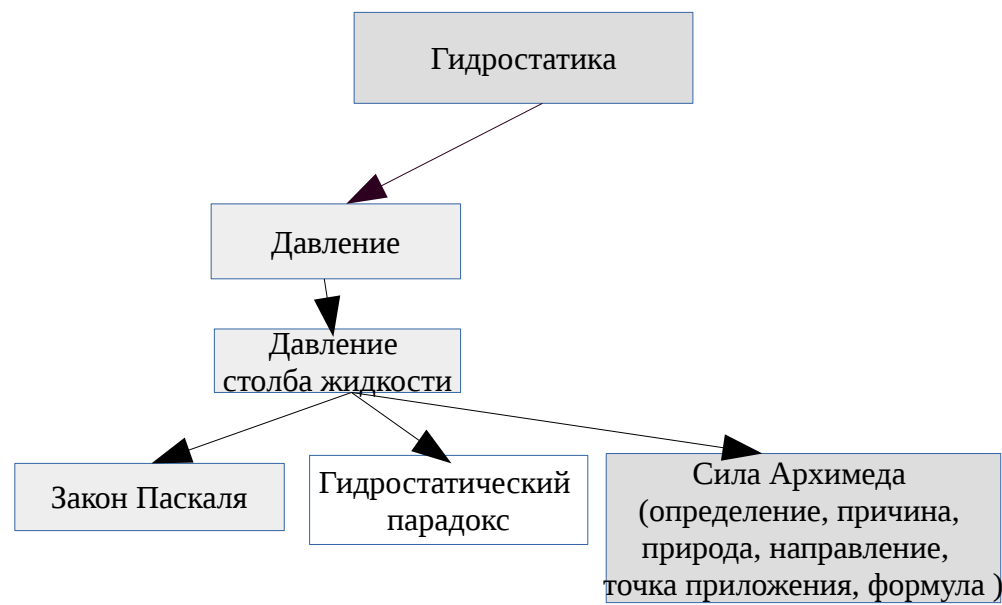 Гидростатика
Давление
Давление
столба жидкости
Закон Паскаля
Гидростатический
парадокс
Сила Архимеда
(определение, причина,
природа, направление,
точка приложения, формула )